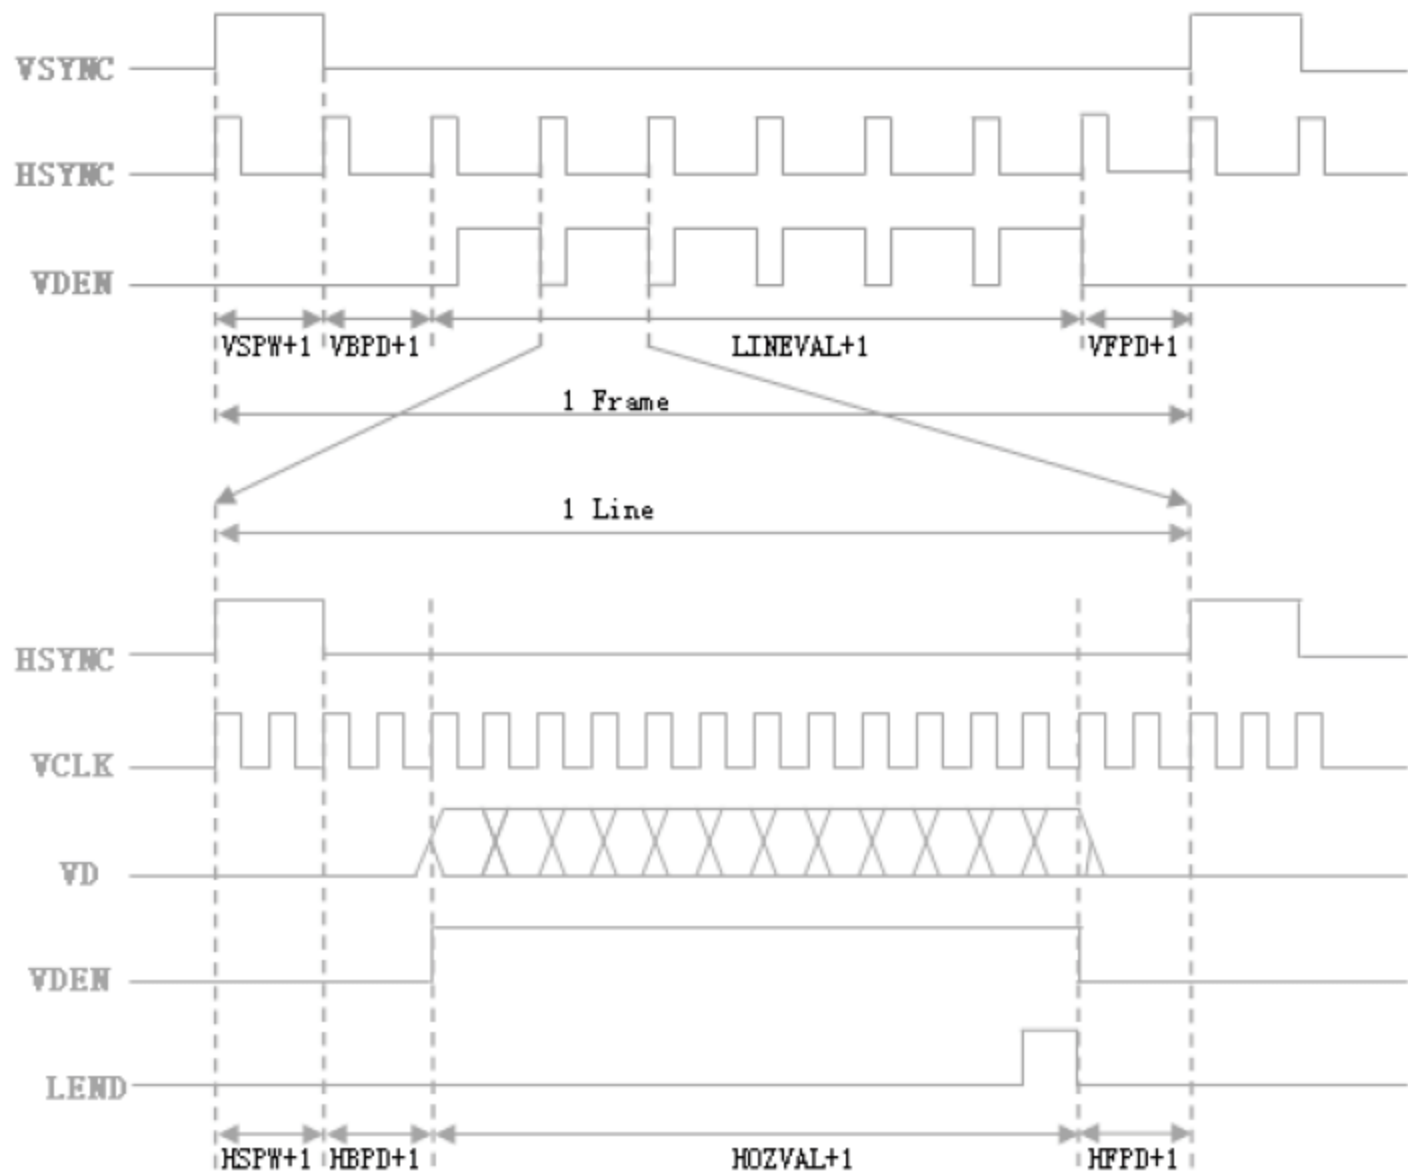 VSYNC
HSYNC
VDEN
VSPW+1 VBPD+1 LINEVAL+1 VFPD+1
1 Frame
1 Line
HSYNC
VCLK
VD
VDEN
LEND
HSPW+1 HBPD+1 HOZVAL+1 HFPD+1